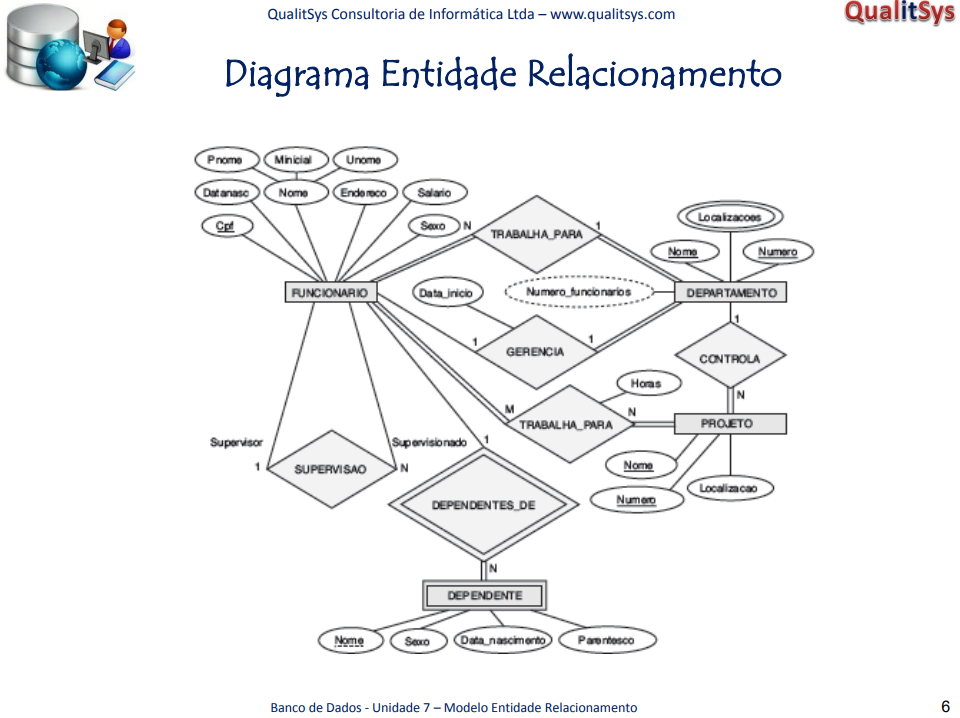 QualitSys Consultoria de Informática Ltda – www.qualitsys.com
QualitSys
Diagrama Entidade Relacionamento
Pnome
Minicial
Unome
Datanasc
Nome
Endereco
Salario
Cpf
Sexo
N
TRABALHA_PARA
1
Localizacoes
Nome
Numero
FUNCIONARIO
Data_inicio
Numero_funcionarios
DEPARTAMENTO
1
GERENCIA
1
1
CONTROLA
N
Horas
M
TRABALHA_PARA
N
PROJETO
Supervisor
Supervisionado
1
1
SUPERVISAO
N
Nome
Numero
Localizacao
DEPENDENTES_DE
N
DEPENDENTE
Nome
Sexo
Data_nascimento
Parentesco
Banco de Dados - Unidade 7 – Modelo Entidade Relacionamento
6